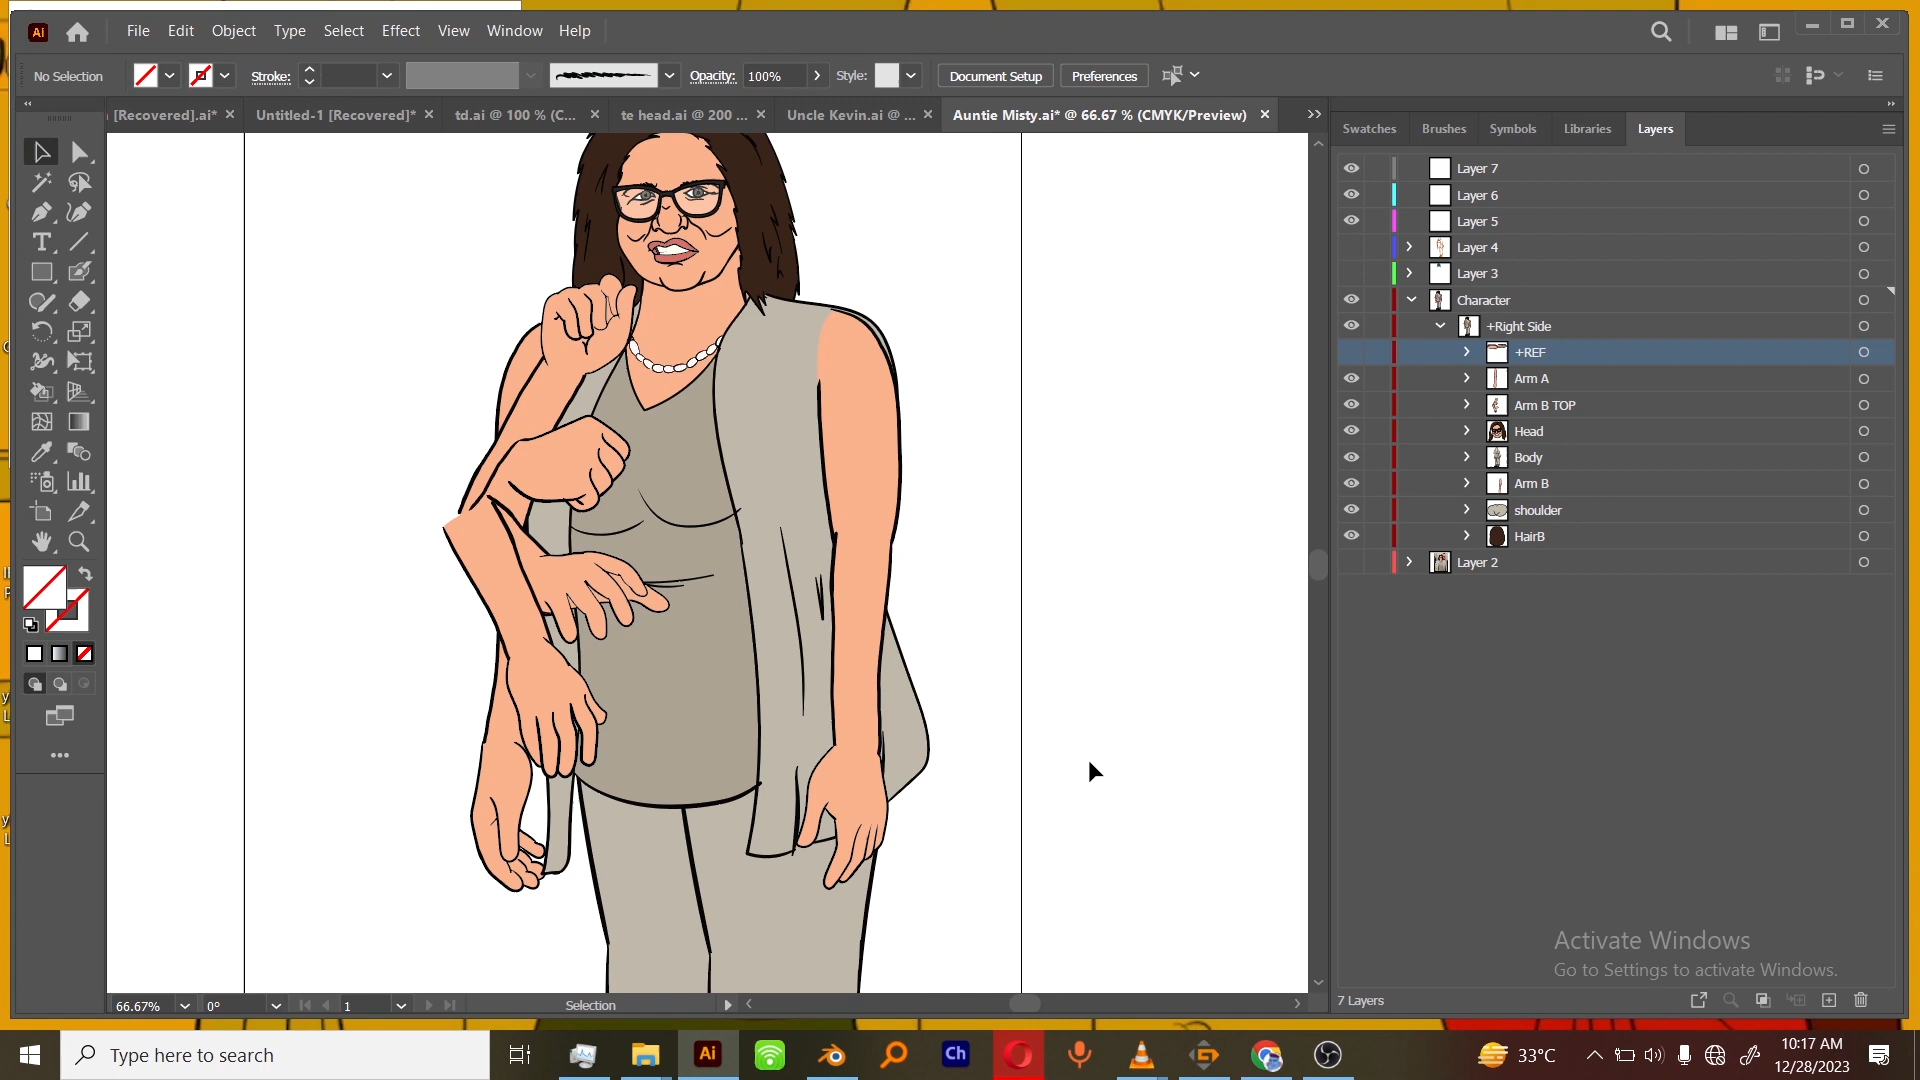 Ai File Edit Object Type Select Effect View Window Help
No Selection Stroke: Opacity: 100% Style: Document Setup Preferences
[Recovered].ai* Untitled-1 [Recovered]* td.ai @ 100 % (C... te head.ai @ 200 ... Uncle Kevin.ai @ ... Auntie Misty.ai* @ 66.67 % (CMYK/Preview)
Swatches Brushes Symbols Libraries Layers
Layer 7
Layer 6
Layer 5
Layer 4
Layer 3
Character
+Right Side
+REF
Arm A
Arm B TOP
Head
Body
Arm B
shoulder
HairB
Layer 2
Activate Windows
Go to Settings to activate Windows.
7 Layers
66.67% 0° 1 Selection
Type here to search
Ai Ch
33°C
10:17 AM
12/28/2023